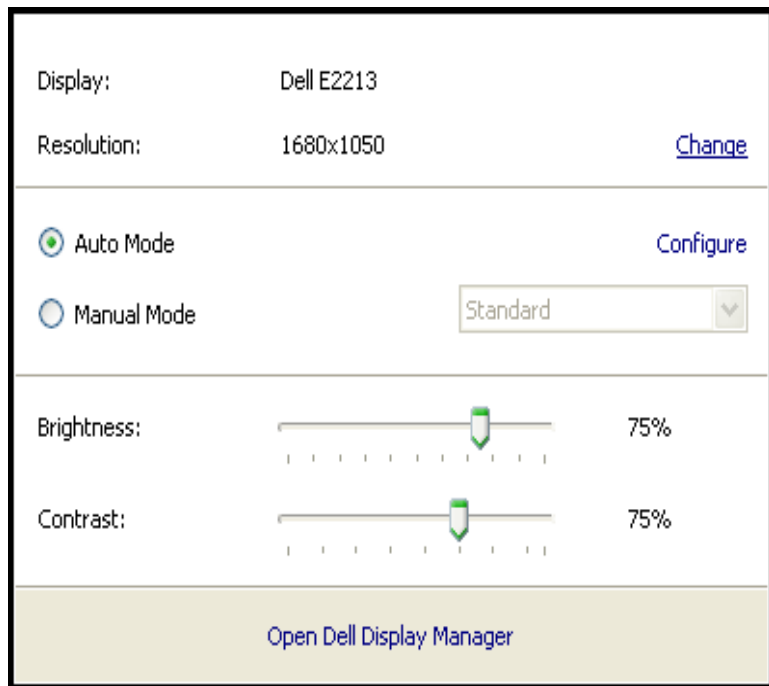 Display: Dell E2213
Resolution: 1680x1050 Change
Auto Mode Configure
Manual Mode Standard
Brightness: 75%
Contrast: 75%
Open Dell Display Manager